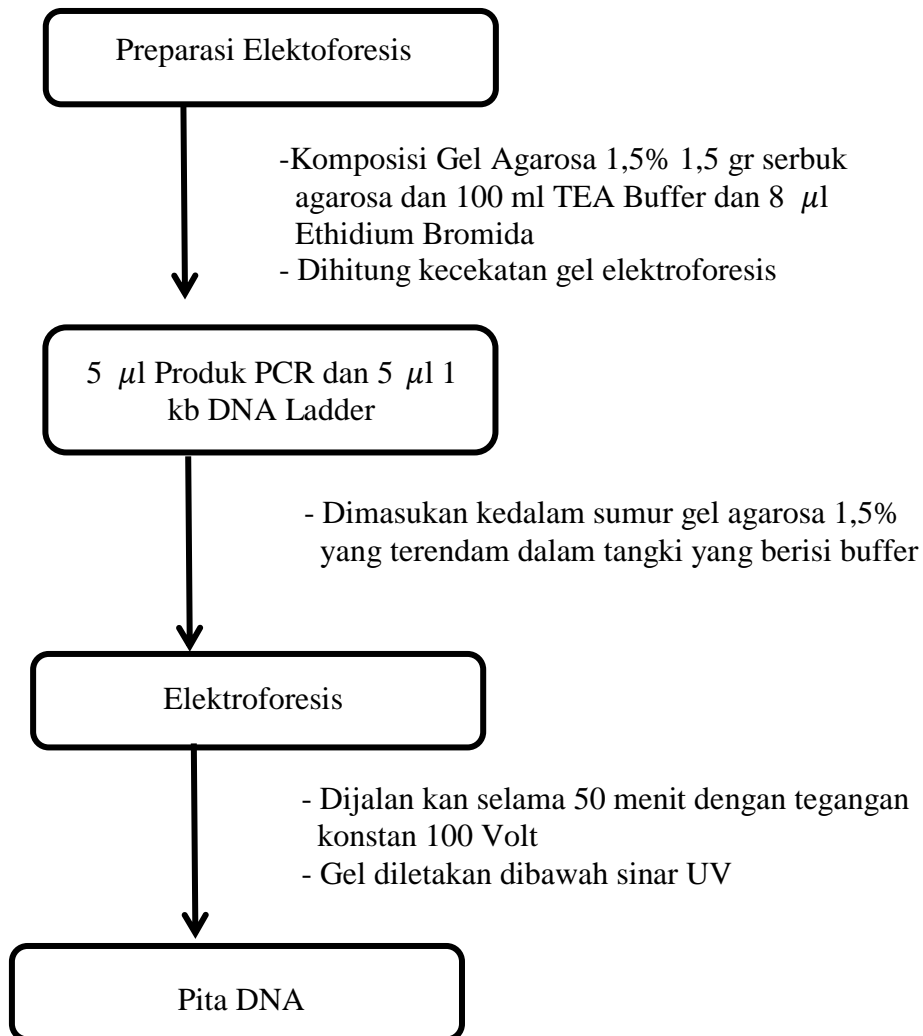 Preparasi Elektoforesis
-Komposisi Gel Agarosa 1,5% 1,5 gr serbuk
agarosa dan 100 ml TEA Buffer dan 8 𝜇l
Ethidium Bromida
- Dihitung kecekatan gel elektroforesis
5 𝜇l Produk PCR dan 5 𝜇l 1
kb DNA Ladder
- Dimasukan kedalam sumur gel agarosa 1,5%
yang terendam dalam tangki yang berisi buffer
Elektroforesis
- Dijalan kan selama 50 menit dengan tegangan
konstan 100 Volt
- Gel diletakan dibawah sinar UV
Pita DNA